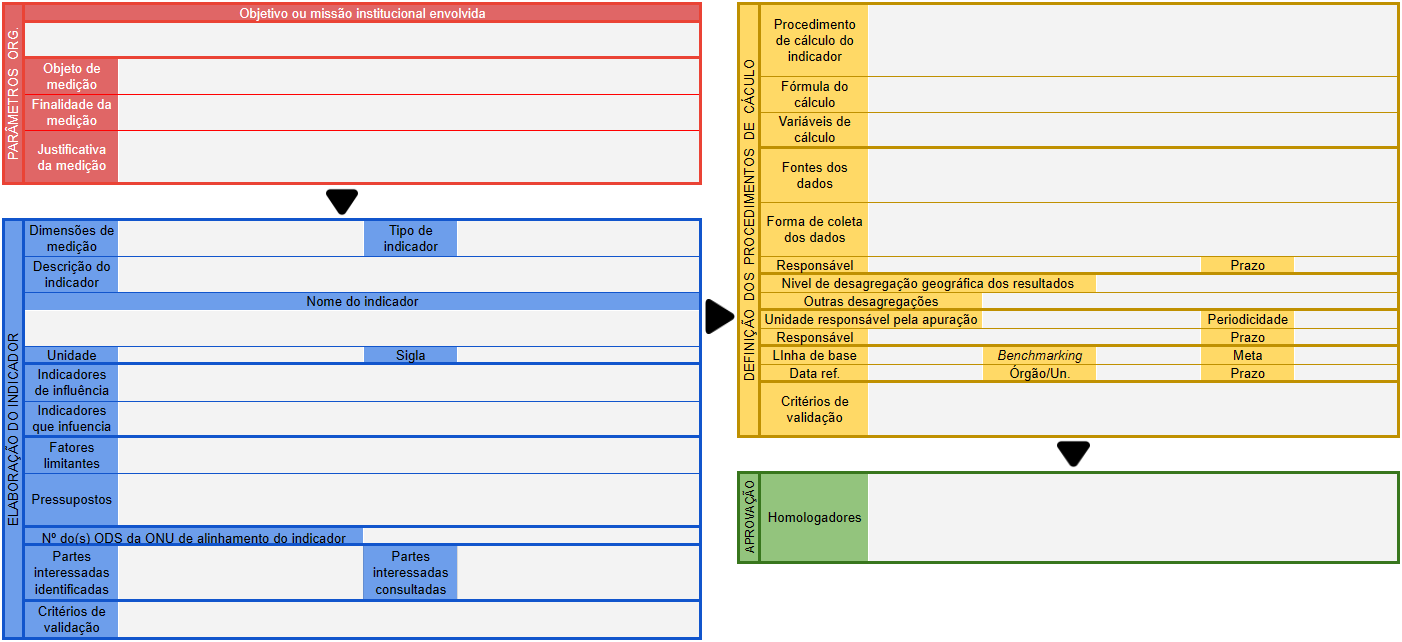 PARÂMETROS ORG.
Objetivo ou missão institucional envolvida
Objeto de
medição
Finalidade da
medição
Justificativa
da medição
ELABORAÇÃO DO INDICADOR
Dimensões de
medição
Tipo de
indicador
Descrição do
indicador
Nome do indicador
Unidade
Sigla
Indicadores
de influência
Indicadores
que infuencia
Fatores
limitantes
Pressupostos
Nº do(s) ODS da ONU de alinhamento do indicador
Partes
interessadas
identificadas
Partes
interessadas
consultadas
Critérios de
validação
DEFINIÇÃO DOS PROCEDIMENTOS DE CÁCULO
Procedimento
de cálculo do
indicador
Fórmula do
cálculo
Variáveis de
cálculo
Fontes dos
dados
Forma de coleta
dos dados
Responsável
Prazo
Nível de desagregação geográfica dos resultados
Outras desagregações
Unidade responsável pela apuração
Periodicidade
Responsável
Prazo
LInha de base
Benchmarking
Meta
Data ref.
Órgão/Un.
Prazo
Critérios de
validação
APROVAÇÃO
Homologadores